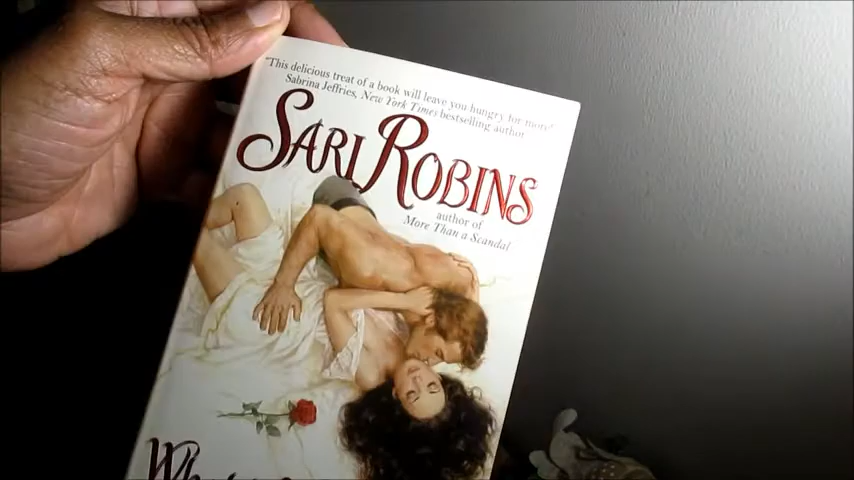 "This delicious treat of a book will leave you hungry for more!"
Sabrina Jeffries, New York Times bestselling author
SARI ROBINS
author of
More Than a Scandal